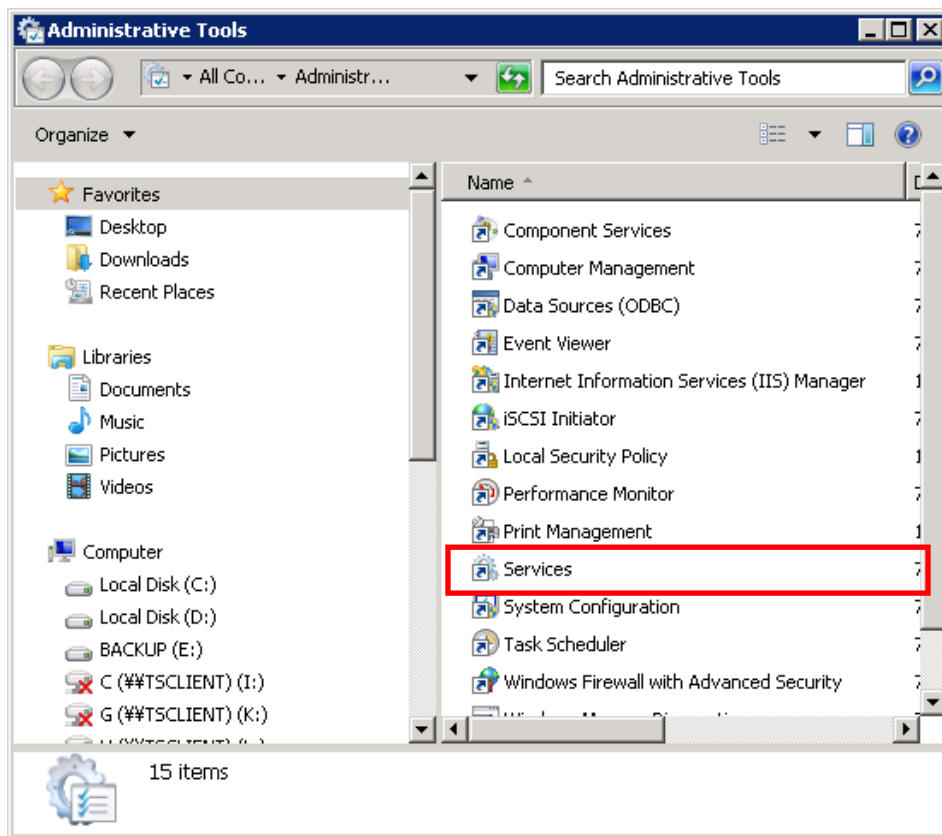 Administrative Tools
All Co... Administr... Search Administrative Tools
Organize
Favorites
Desktop
Downloads
Recent Places
Libraries
Documents
Music
Pictures
Videos
Computer
Local Disk (C:)
Local Disk (D:)
BACKUP (E:)
C (¥¥TSCLIENT) (I:)
G (¥¥TSCLIENT) (K:)
Name
Component Services
Computer Management
Data Sources (ODBC)
Event Viewer
Internet Information Services (IIS) Manager
iSCSI Initiator
Local Security Policy
Performance Monitor
Print Management
Services
System Configuration
Task Scheduler
Windows Firewall with Advanced Security
15 items